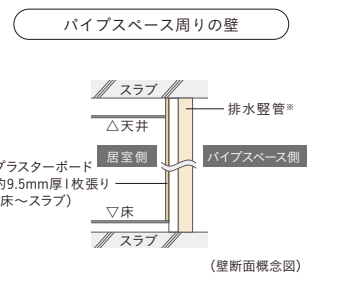 パイプスペース周りの壁
スラブ
排水竪管※
△天井
居室側
パイプスペース側
プラスターボード
約9.5mm厚1枚張り
床〜スラブ)
▽床
スラブ
(壁断面概念図)